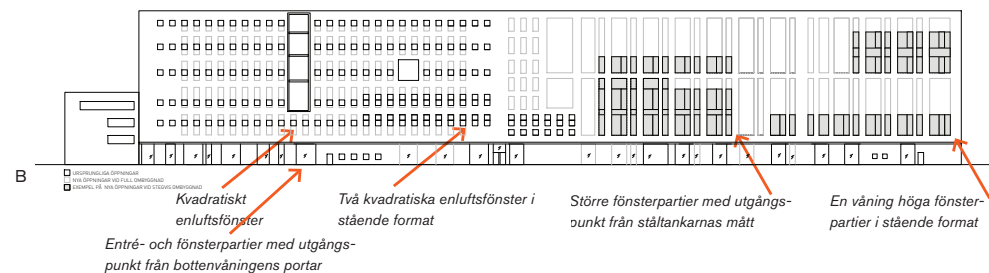 B
URSPRUNGLIGA ÖPPNINGAR
NYA ÖPPNINGAR VID FULL OMBYGGNAD
EXEMPEL PÅ NYA ÖPPNINGAR VID STEGVIS OMBYGGNAD
Kvadratiskt
enluftsfönster
Två kvadratiska enluftsfönster i
stående format
Större fönsterpartier med utgångs-
punkt från ståltankarnas mått
En våning höga fönster-
partier i stående format
Entré- och fönsterpartier med utgångs-
punkt från bottenvåningens portar